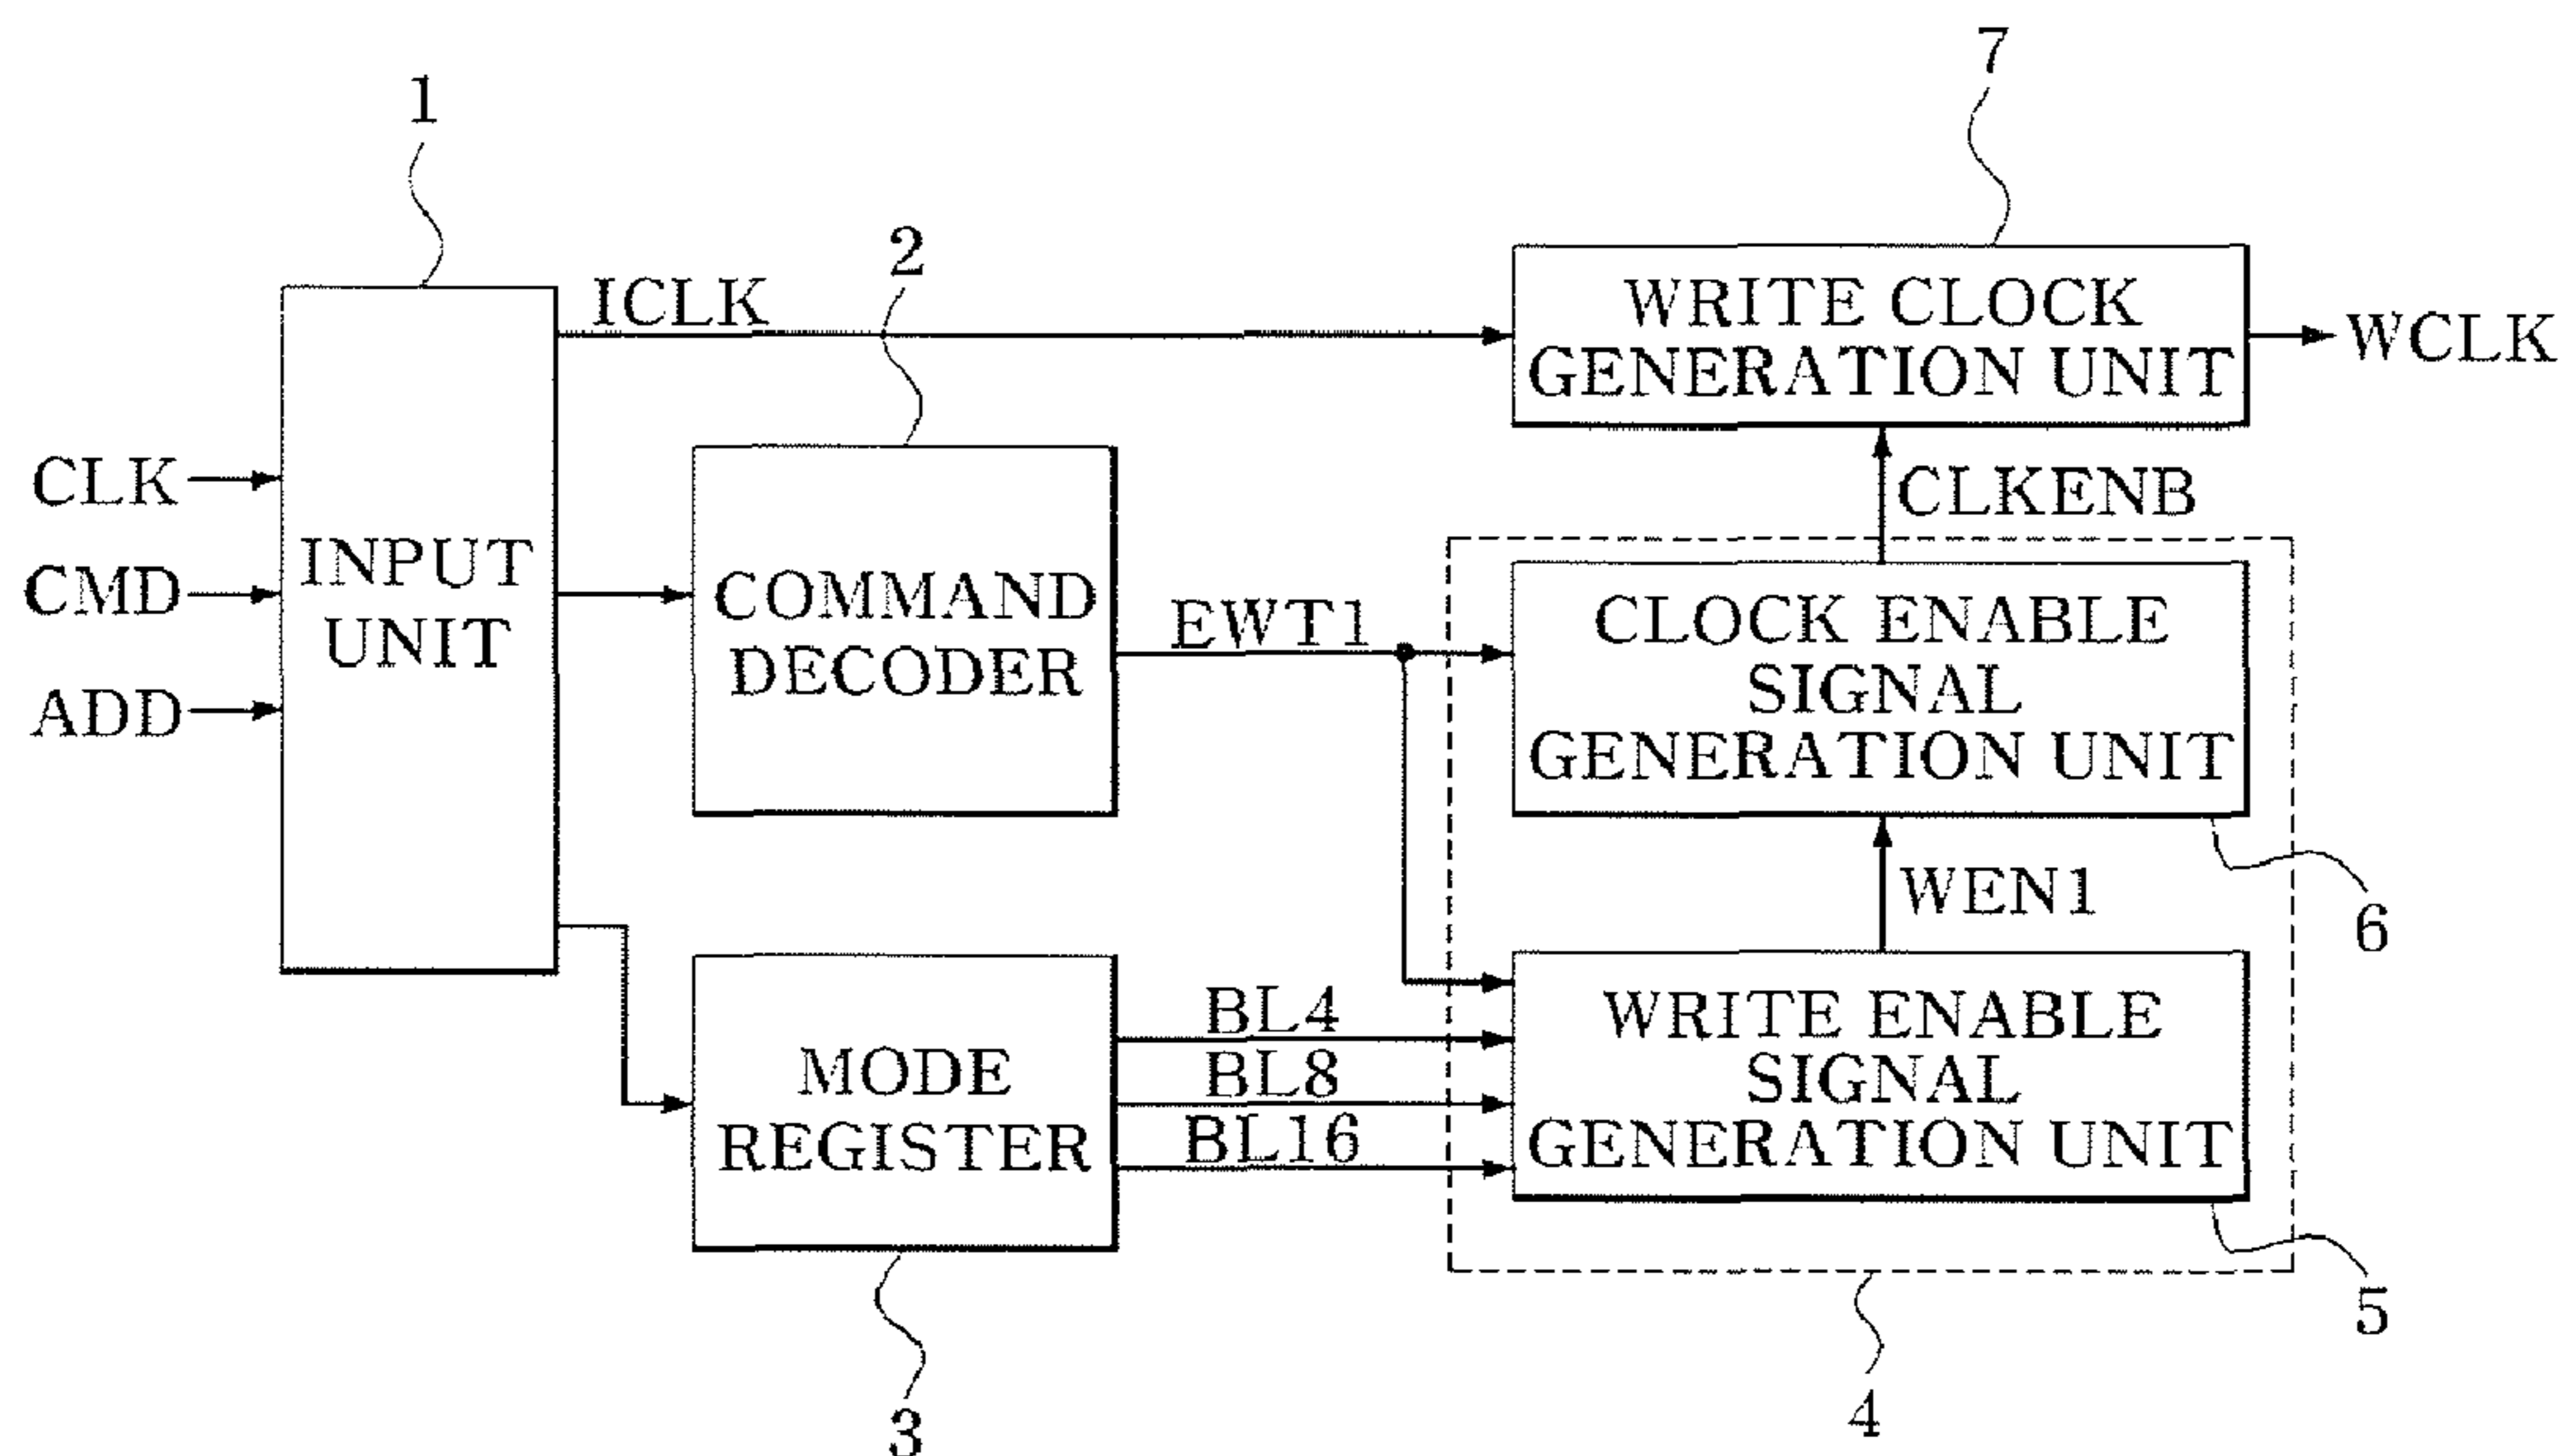 7
1
2
ICLK
WRITE CLOCK
GENERATION UNIT
WCLK
CLK
CMD
ADD
INPUT
UNIT
COMMAND
DECODER
EWT1
CLKENB
CLOCK ENABLE
SIGNAL
GENERATION UNIT
WEN1
6
MODE
REGISTER
BL4
BL8
BL16
WRITE ENABLE
SIGNAL
GENERATION UNIT
5
3
4